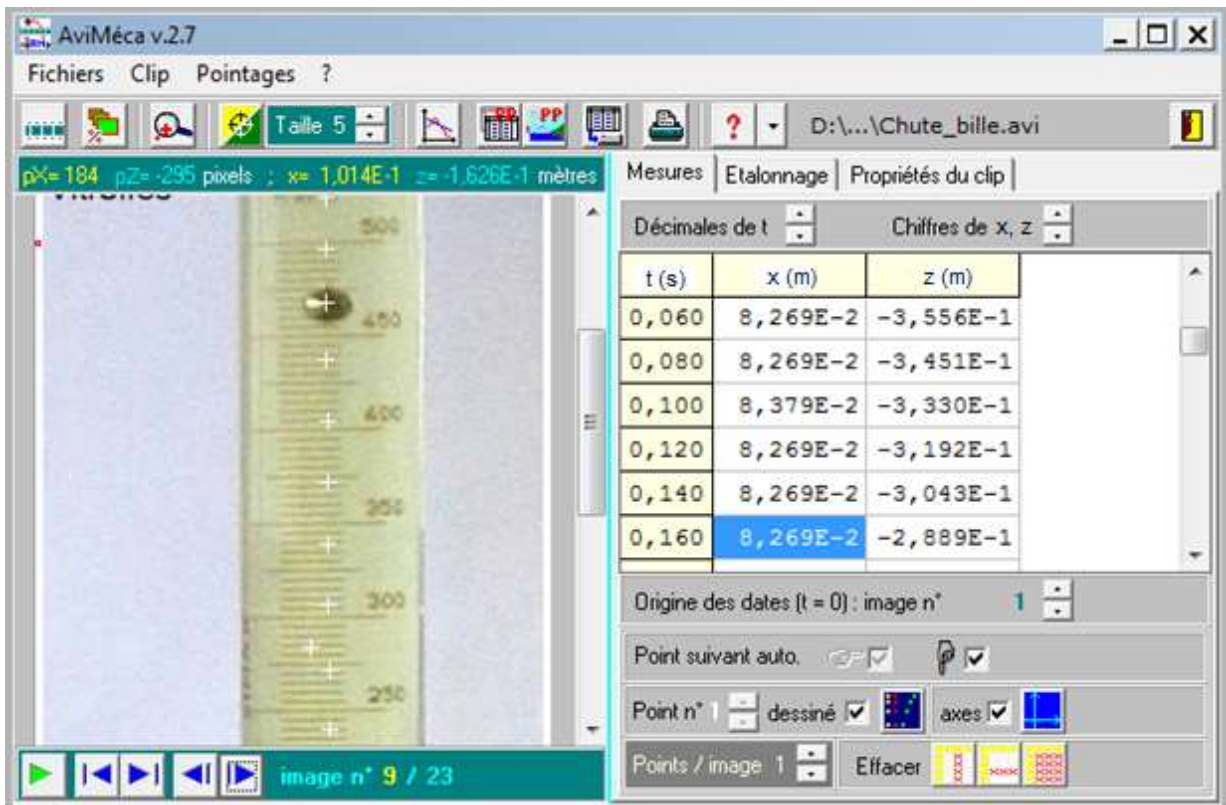 AviMéca v.2.7
Fichiers Clip Pointages ?
Taille 5 PP PP ? D:\...\Chute_bille.avi
pX= 184 pZ= -295 pixels ; x= 1,014E-1 z= -1,626E-1 mètres
Mesures Etalonnage Propriétés du clip
Décimales de t Chiffres de x, z
t (s) x (m) z (m)
0,060 8,269E-2 -3,556E-1
0,080 8,269E-2 -3,451E-1
0,100 8,379E-2 -3,330E-1
0,120 8,269E-2 -3,192E-1
0,140 8,269E-2 -3,043E-1
0,160 8,269E-2 -2,889E-1
500
450
400
350
300
250
Origine des dates (t = 0) : image n° 1
Point suivant auto.
Point n° 1 dessiné axes
Points / image 1 Effacer
image n° 9 / 23